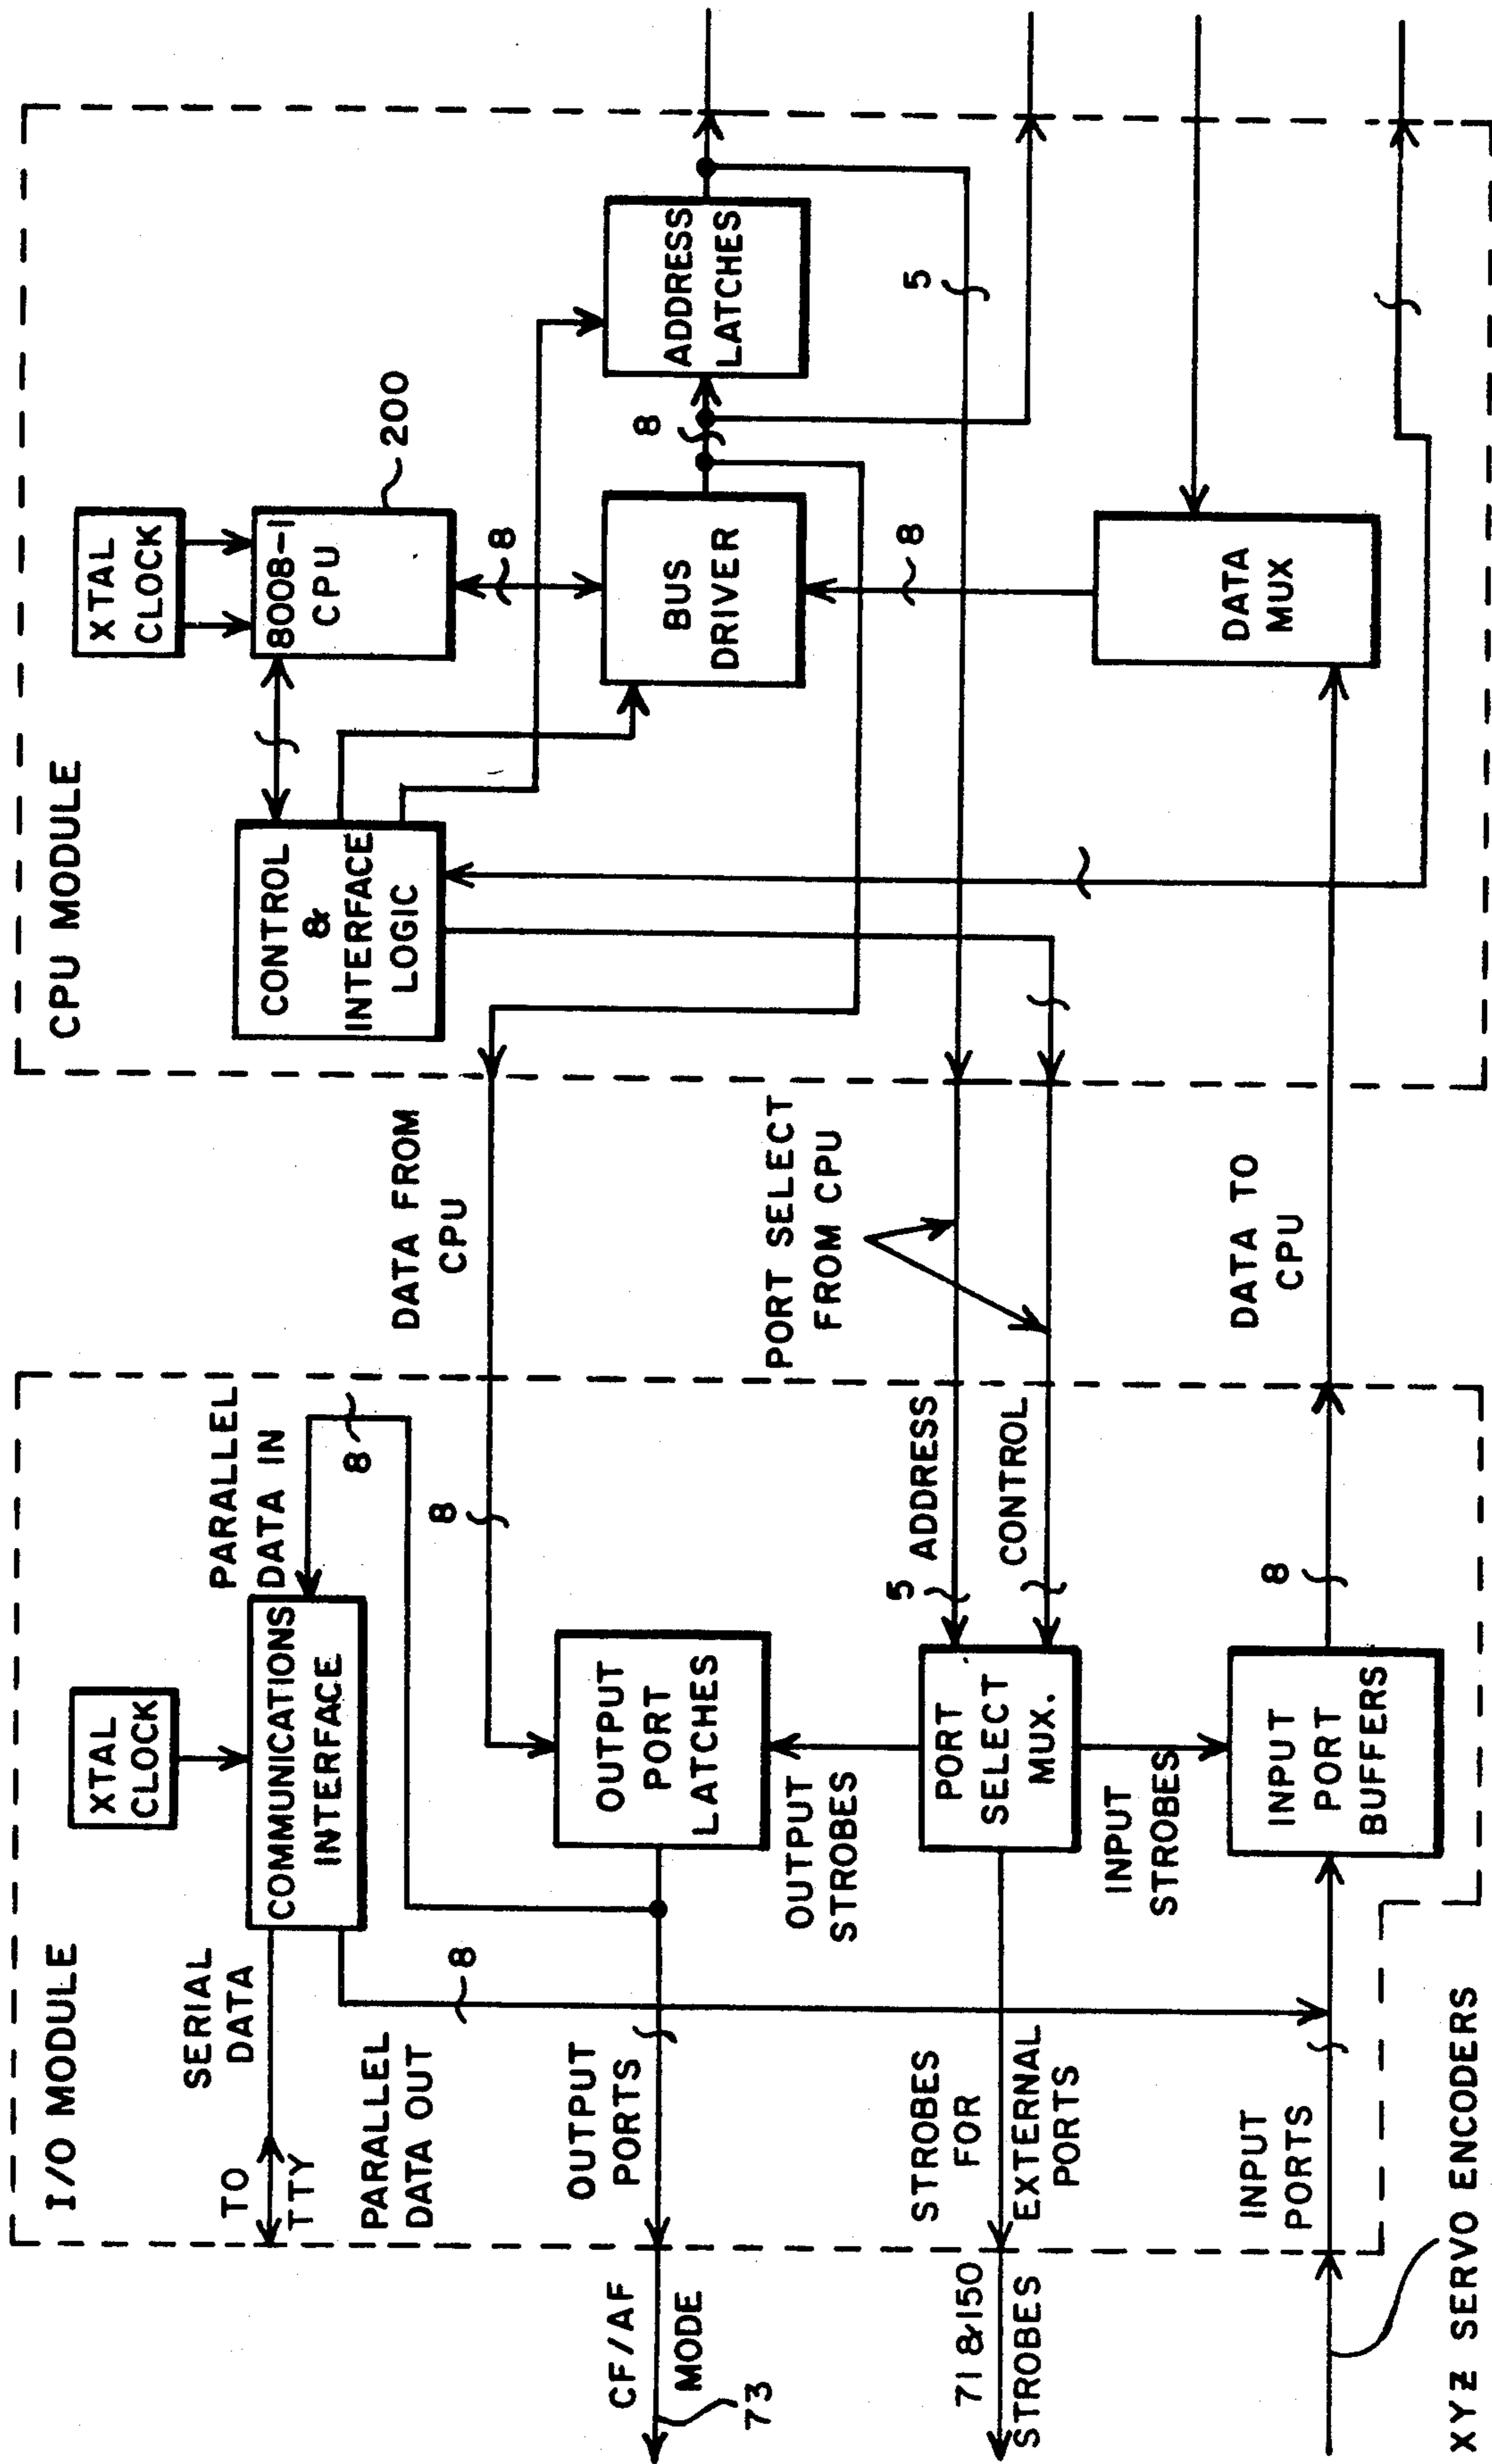 I/O MODULE
XTAL
CLOCK
COMMUNICATIONS
INTERFACE
SERIAL
DATA
TO
TTY
PARALLEL
DATA IN
8
PARALLEL
DATA OUT
8
OUTPUT
PORT
LATCHES
8
OUTPUT
PORTS
CF/AF
MODE
73
OUTPUT
STROBES
PORT
SELECT
MUX.
5 ADDRESS
CONTROL
STROBES
FOR
EXTERNAL
PORTS
71 & 150
STROBES
INPUT
STROBES
INPUT
PORT
BUFFERS
8
INPUT
PORTS
XYZ SERVO ENCODERS
DATA FROM
CPU
PORT SELECT
FROM CPU
DATA TO
CPU
CPU MODULE
XTAL
CLOCK
8008-1
CPU
200
CONTROL
&
INTERFACE
LOGIC
8
BUS
DRIVER
8
ADDRESS
LATCHES
5
8
DATA
MUX